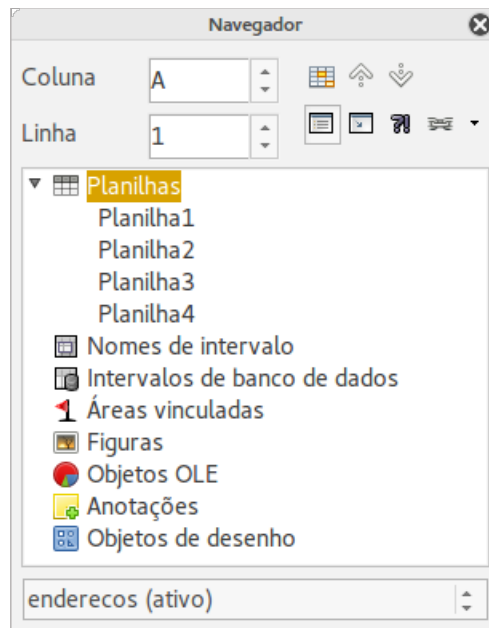 Navegador
Coluna A
Linha 1
Planilhas
Planilha1
Planilha2
Planilha3
Planilha4
Nomes de intervalo
Intervalos de banco de dados
Áreas vinculadas
Figuras
Objetos OLE
Anotações
Objetos de desenho
enderecos (ativo)